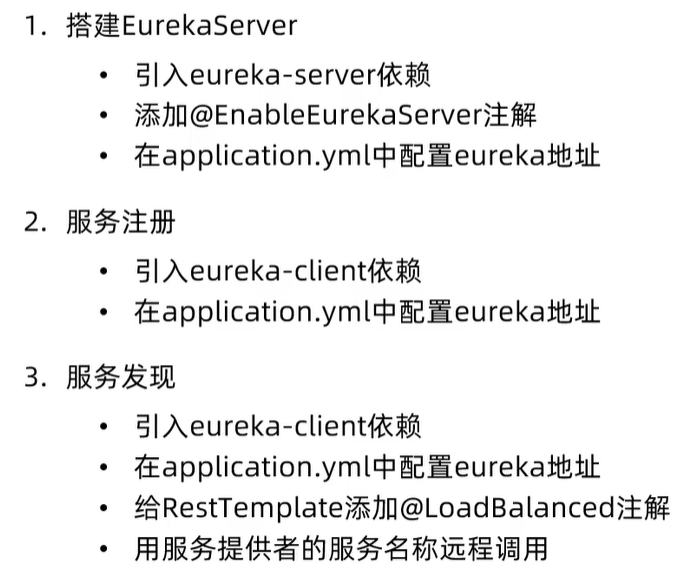 1. 搭建EurekaServer
• 引入eureka-server依赖
• 添加@EnableEurekaServer注解
• 在application.yml中配置eureka地址
2. 服务注册
• 引入eureka-client依赖
• 在application.yml中配置eureka地址
3. 服务发现
• 引入eureka-client依赖
• 在application.yml中配置eureka地址
• 给RestTemplate添加@LoadBalanced注解
• 用服务提供者的服务名称远程调用